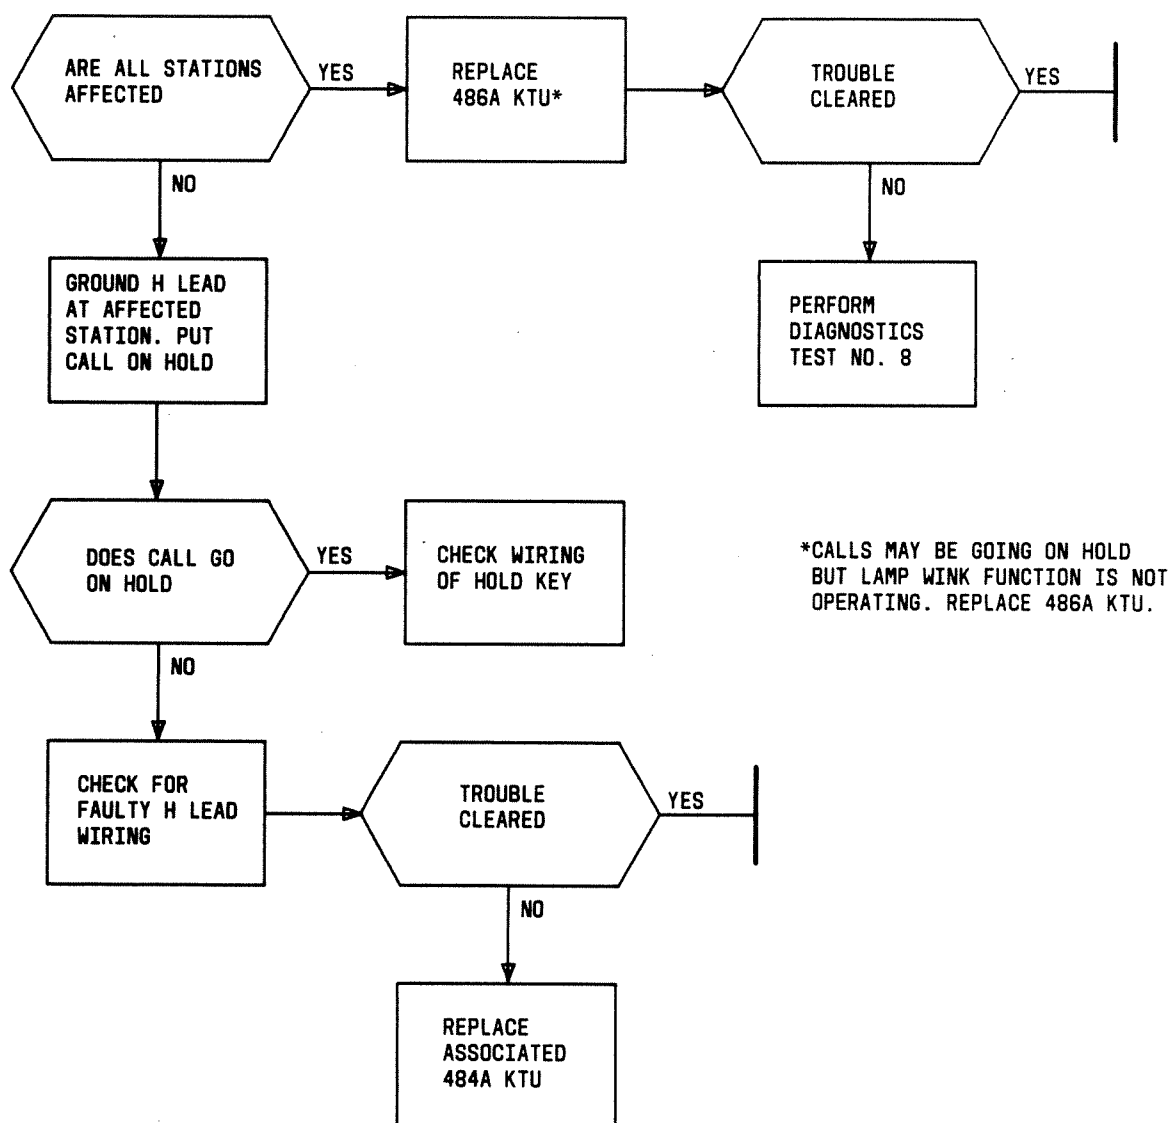 ARE ALL STATIONS
AFFECTED
YES
REPLACE
486A KTU*
TROUBLE
CLEARED
YES
NO
NO
GROUND H LEAD
AT AFFECTED
STATION. PUT
CALL ON HOLD
PERFORM
DIAGNOSTICS
TEST NO. 8
DOES CALL GO
ON HOLD
YES
CHECK WIRING
OF HOLD KEY
*CALLS MAY BE GOING ON HOLD
BUT LAMP WINK FUNCTION IS NOT
OPERATING. REPLACE 486A KTU.
NO
CHECK FOR
FAULTY H LEAD
WIRING
TROUBLE
CLEARED
YES
NO
REPLACE
ASSOCIATED
484A KTU